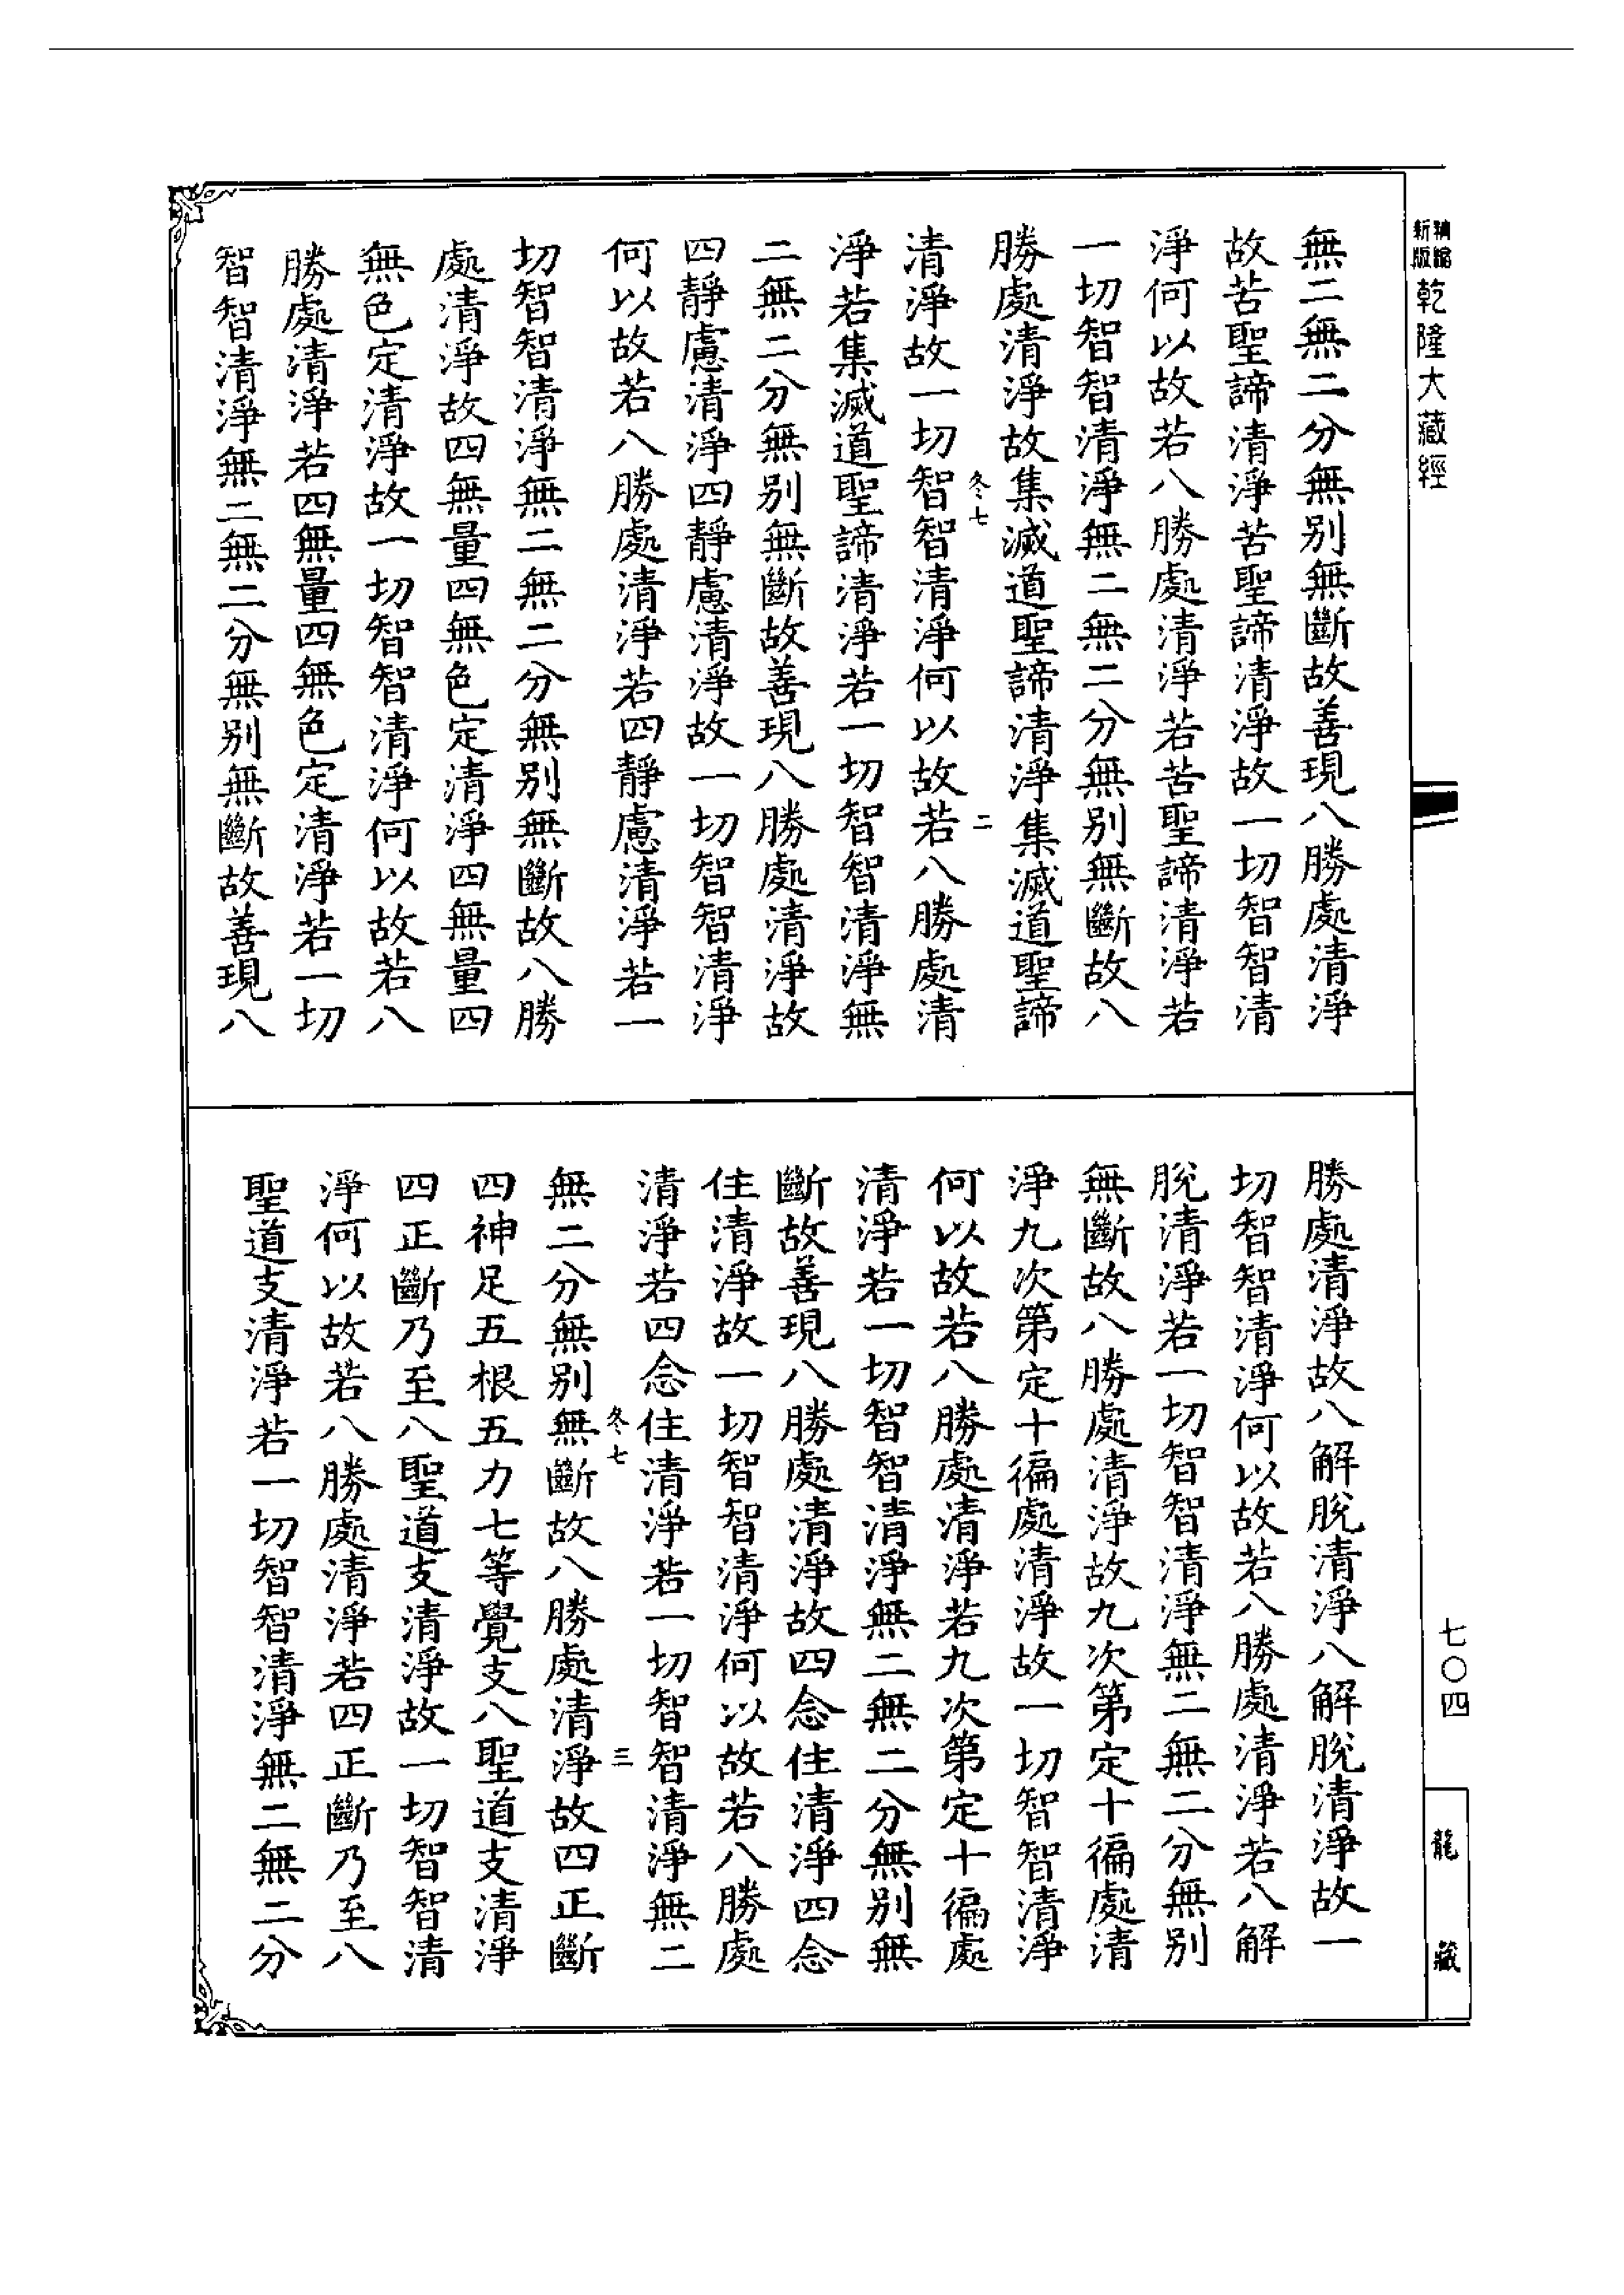 新版精縮乾隆大藏經
無二無二分無别無斷故善現八勝處清淨
故苦聖諦清淨苦聖諦清淨故一切智智清
淨何以故若八勝處清淨若苦聖諦清淨若
一切智智清淨無二無二分無别無斷故八
勝處清淨故集滅道聖諦清淨集滅道聖諦
冬七 二
清淨故一切智智清淨何以故若八勝處清
淨若集滅道聖諦清淨若一切智智清淨無
二無二分無别無斷故善現八勝處清淨故
四靜慮清淨四靜慮清淨故一切智智清淨
何以故若八勝處清淨若四靜慮清淨若一
切智智清淨無二無二分無别無斷故八勝
處清淨故四無量四無色定清淨四無量四
無色定清淨故一切智智清淨何以故若八
勝處清淨若四無量四無色定清淨若一切
智智清淨無二無二分無别無斷故善現八
勝處清淨故八解脫清淨八解脫清淨故一
切智智清淨何以故若八勝處清淨若八解
脫清淨若一切智智清淨無二無二分無别
無斷故八勝處清淨故九次第定十徧處清
淨九次第定十徧處清淨故一切智智清淨
何以故若八勝處清淨若九次第定十徧處
清淨若一切智智清淨無二無二分無别無
斷故善現八勝處清淨故四念住清淨四念
住清淨故一切智智清淨何以故若八勝處
清淨若四念住清淨若一切智智清淨無二
冬七 三
無二分無别無斷故八勝處清淨故四正斷
四神足五根五力七等覺支八聖道支清淨
四正斷乃至八聖道支清淨故一切智智清
淨何以故若八勝處清淨若四正斷乃至八
聖道支清淨若一切智智清淨無二無二分
七〇四
龍藏